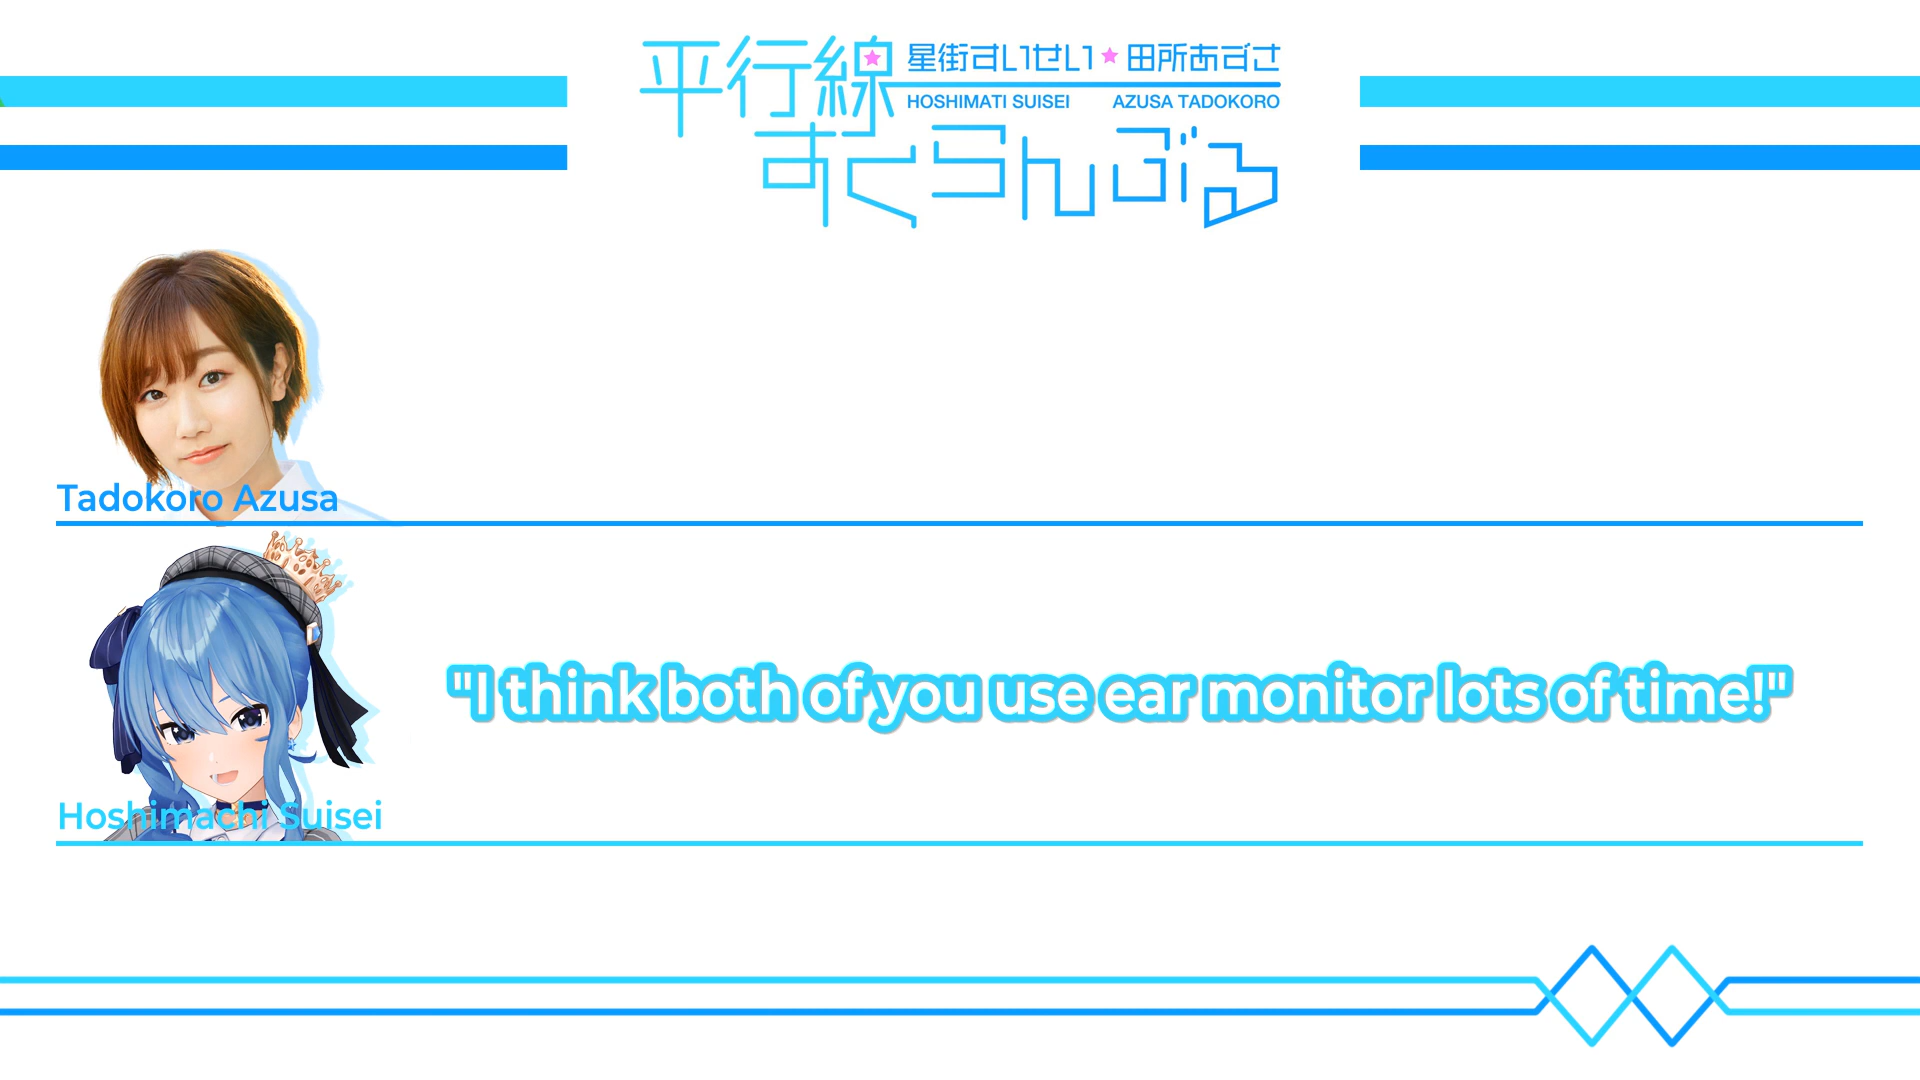 平行線
星街すいせい★田所あずさ
HOSHIMATI SUISEI AZUSA TADOKORO
すくらんぶる
Tadokoro Azusa
"I think both of you use ear monitor lots of time!"
Hoshimachi Suisei